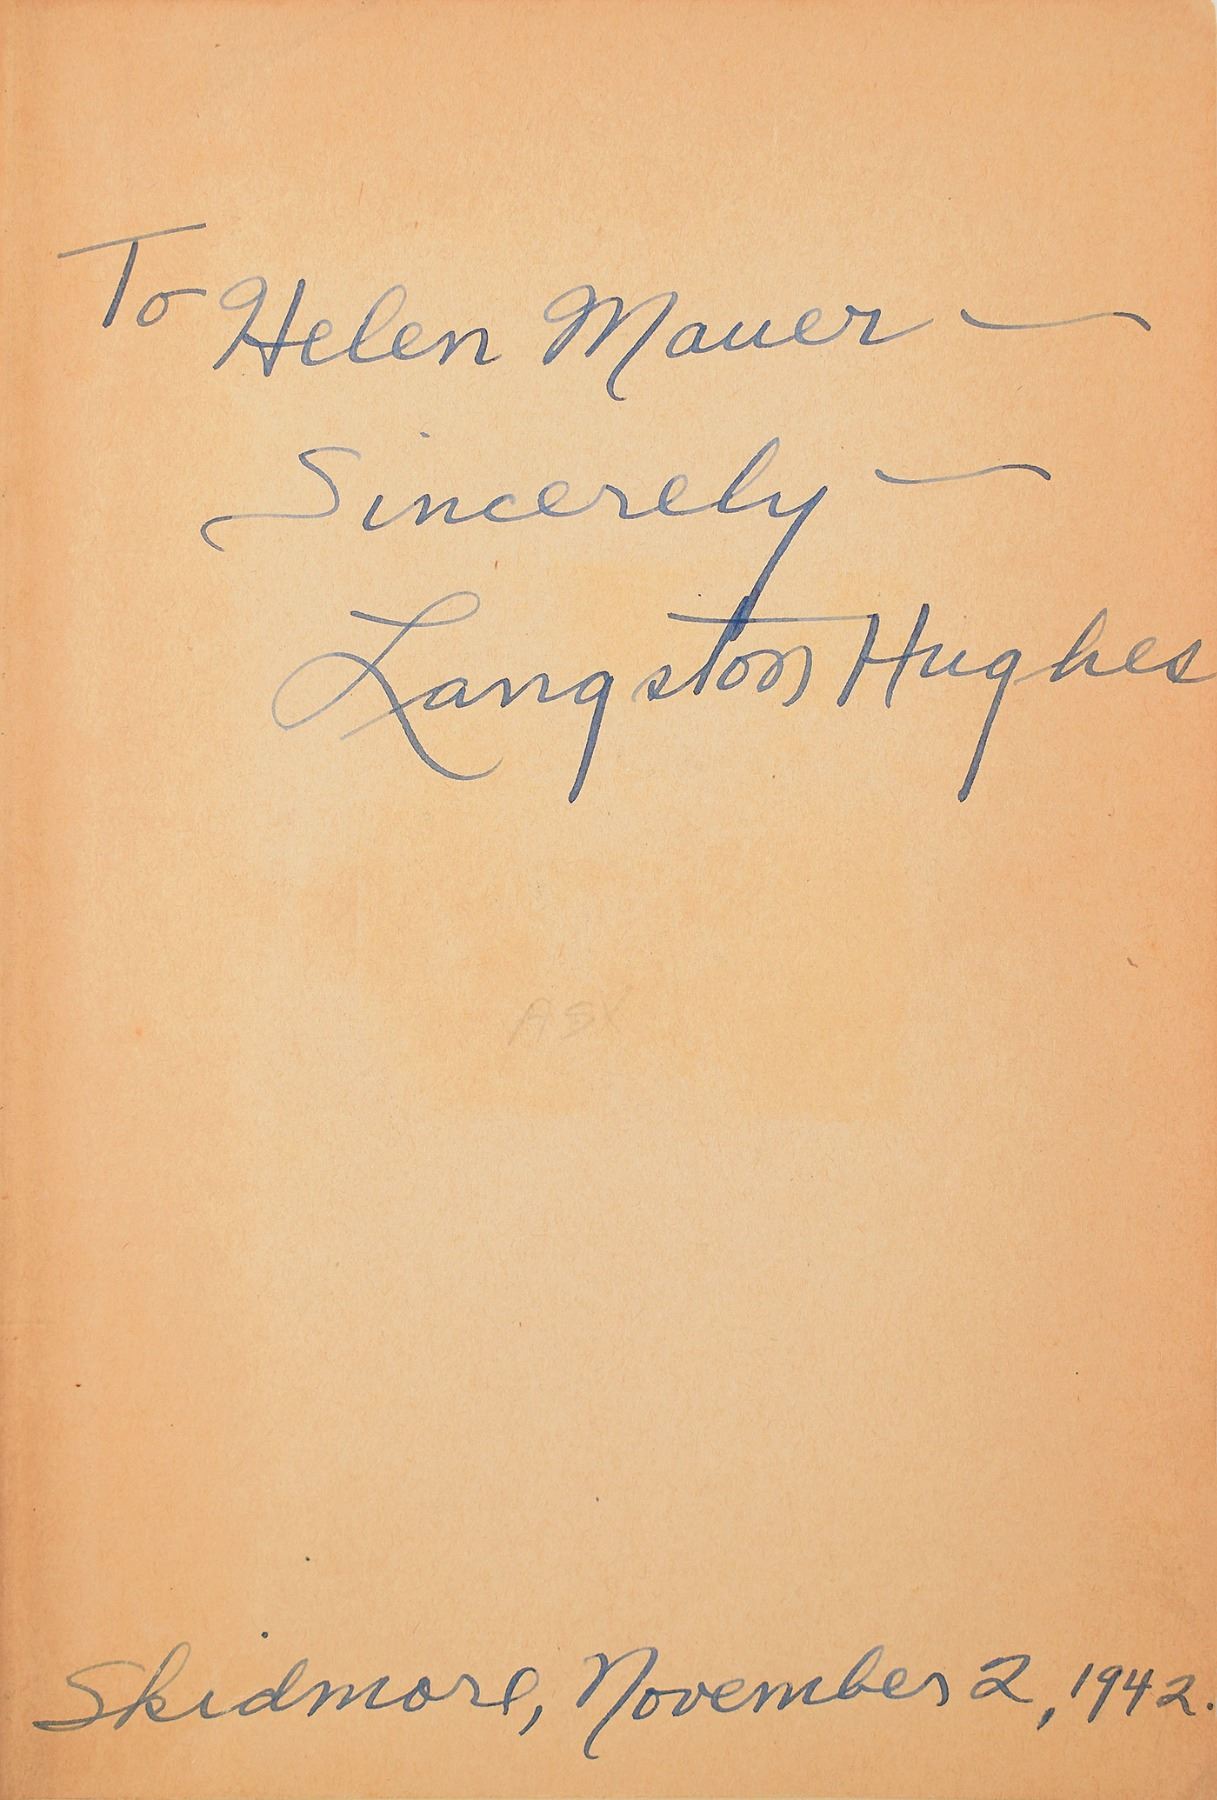 To Helen Mauer —
Sincerely —
Langston Hughes
Skidmore, November 2, 1942.